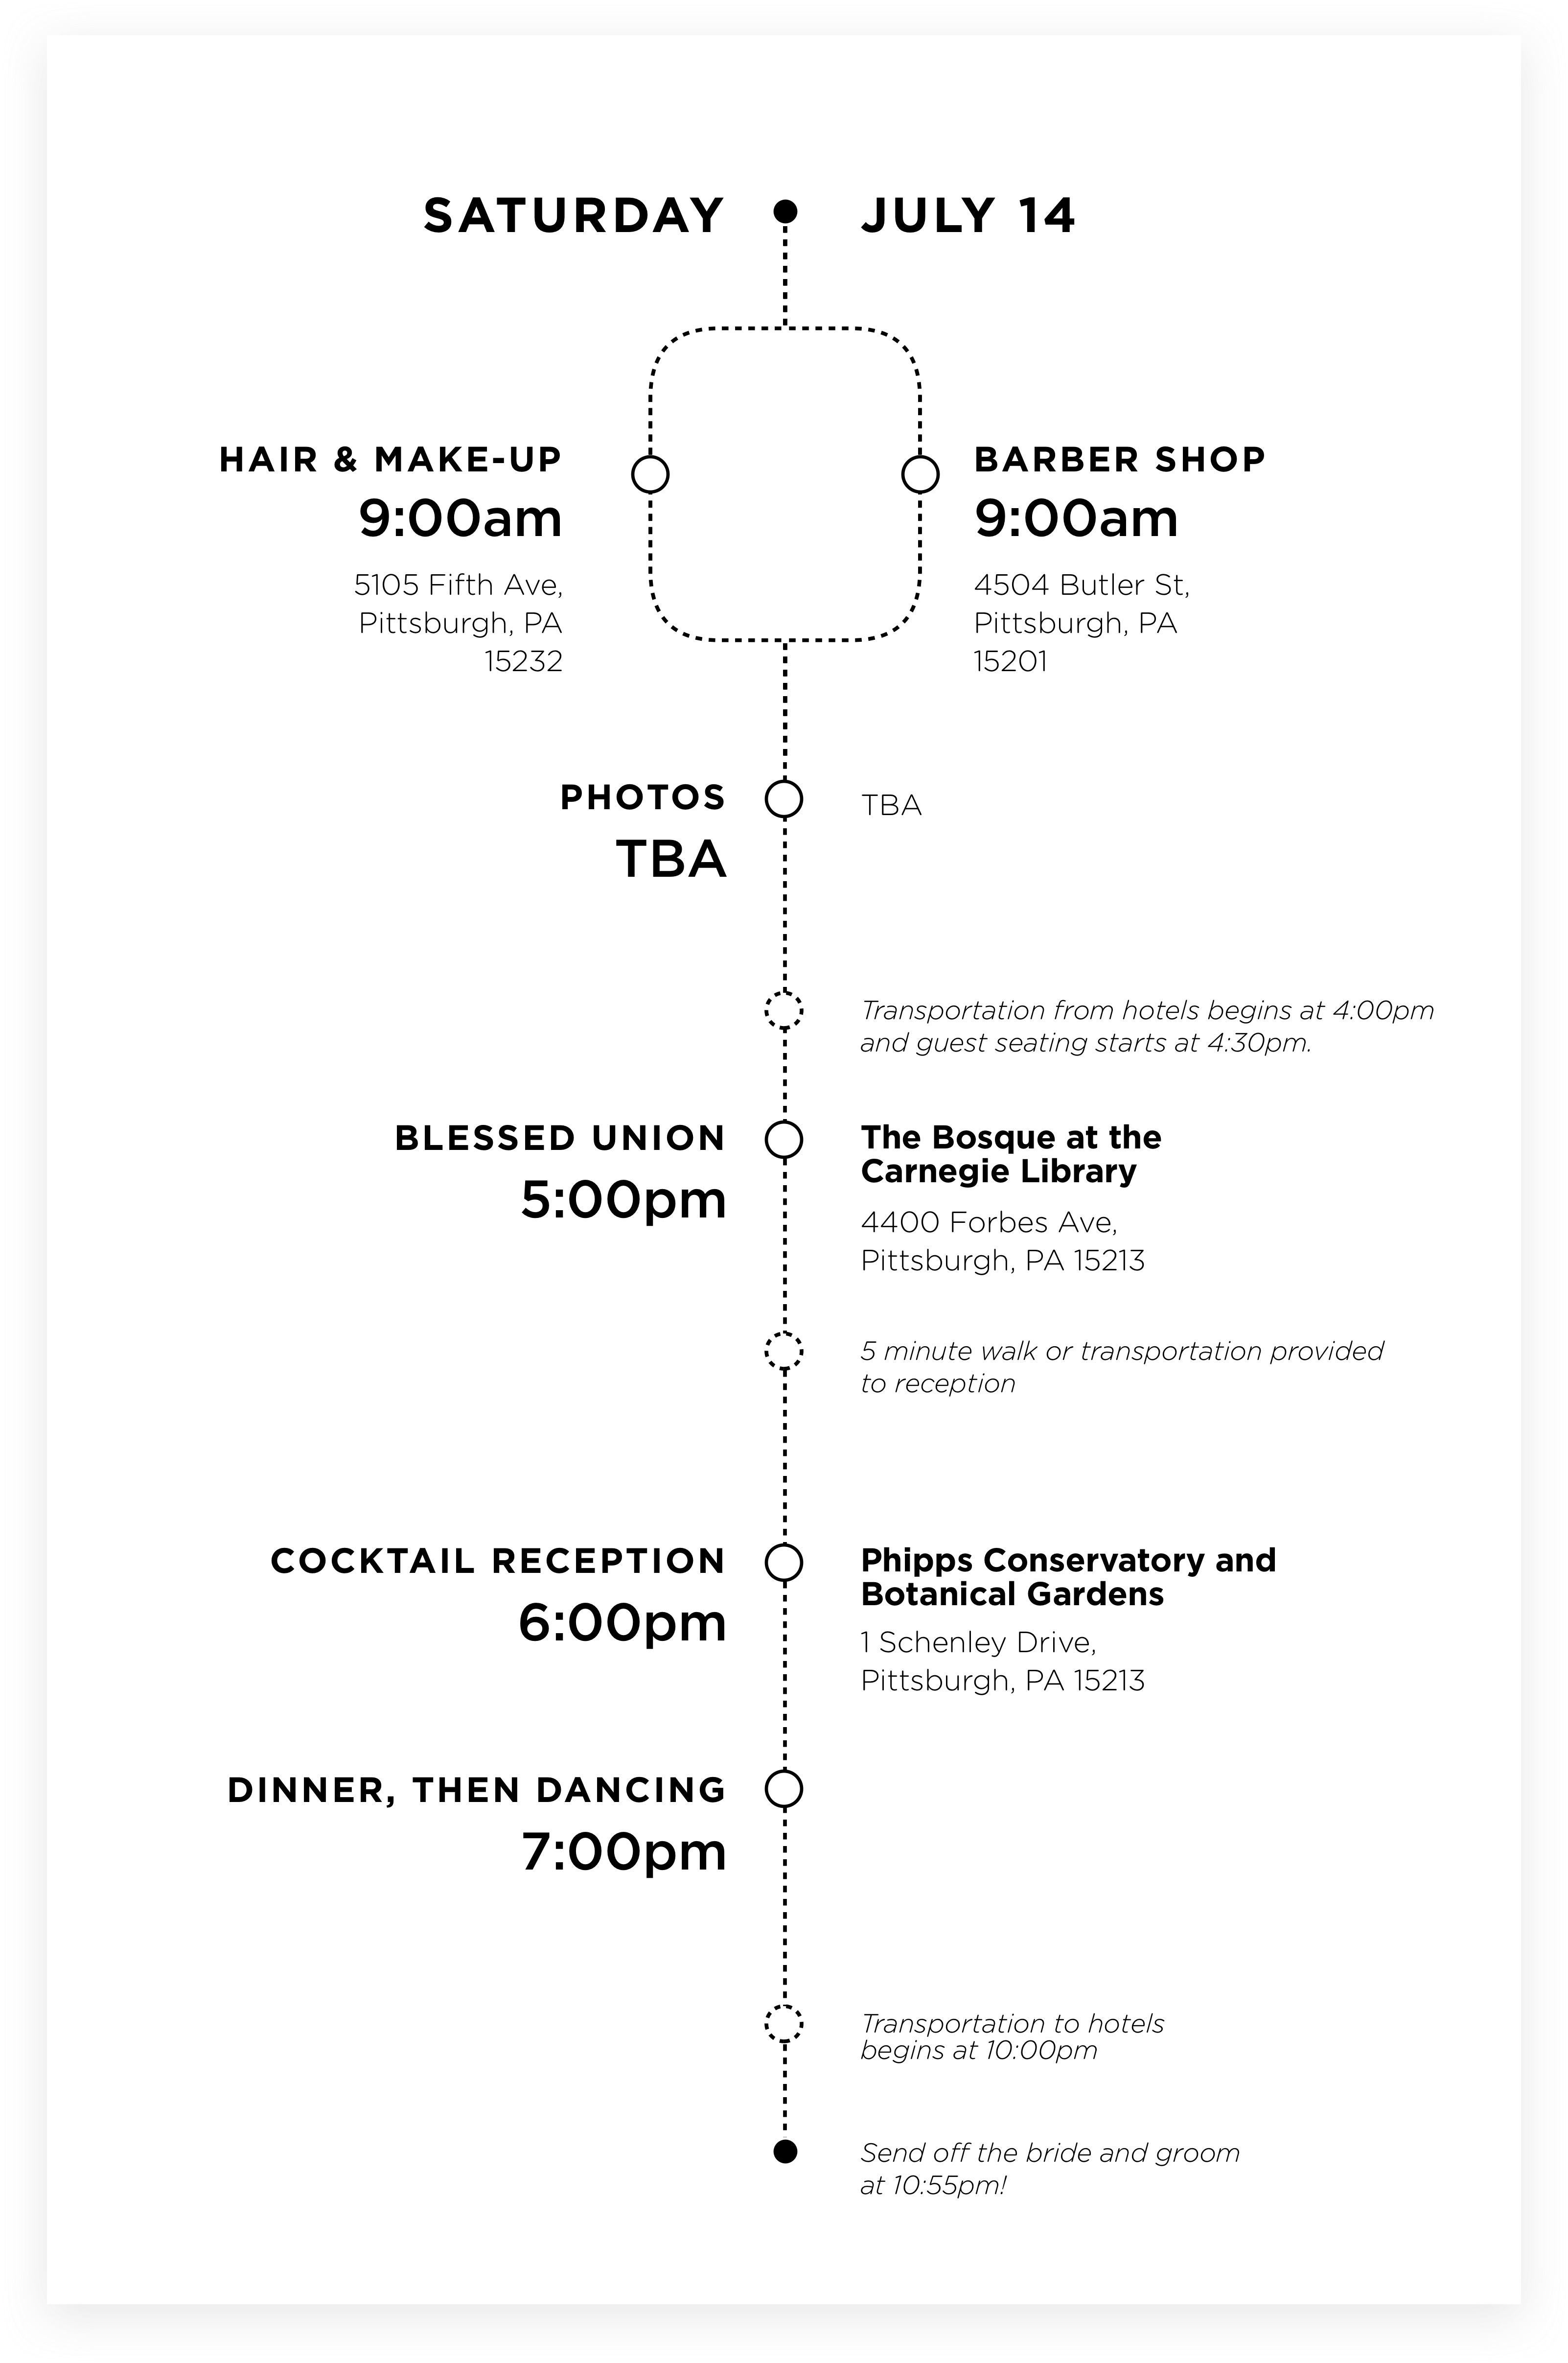 SATURDAY JULY 14
HAIR & MAKE-UP
9:00am
5105 Fifth Ave,
Pittsburgh, PA
15232
BARBER SHOP
9:00am
4504 Butler St,
Pittsburgh, PA
15201
PHOTOS
TBA
TBA
Transportation from hotels begins at 4:00pm
and guest seating starts at 4:30pm.
BLESSED UNION
5:00pm
The Bosque at the
Carnegie Library
4400 Forbes Ave,
Pittsburgh, PA 15213
5 minute walk or transportation provided
to reception
COCKTAIL RECEPTION
6:00pm
Phipps Conservatory and
Botanical Gardens
1 Schenley Drive,
Pittsburgh, PA 15213
DINNER, THEN DANCING
7:00pm
Transportation to hotels
begins at 10:00pm
Send off the bride and groom
at 10:55pm!